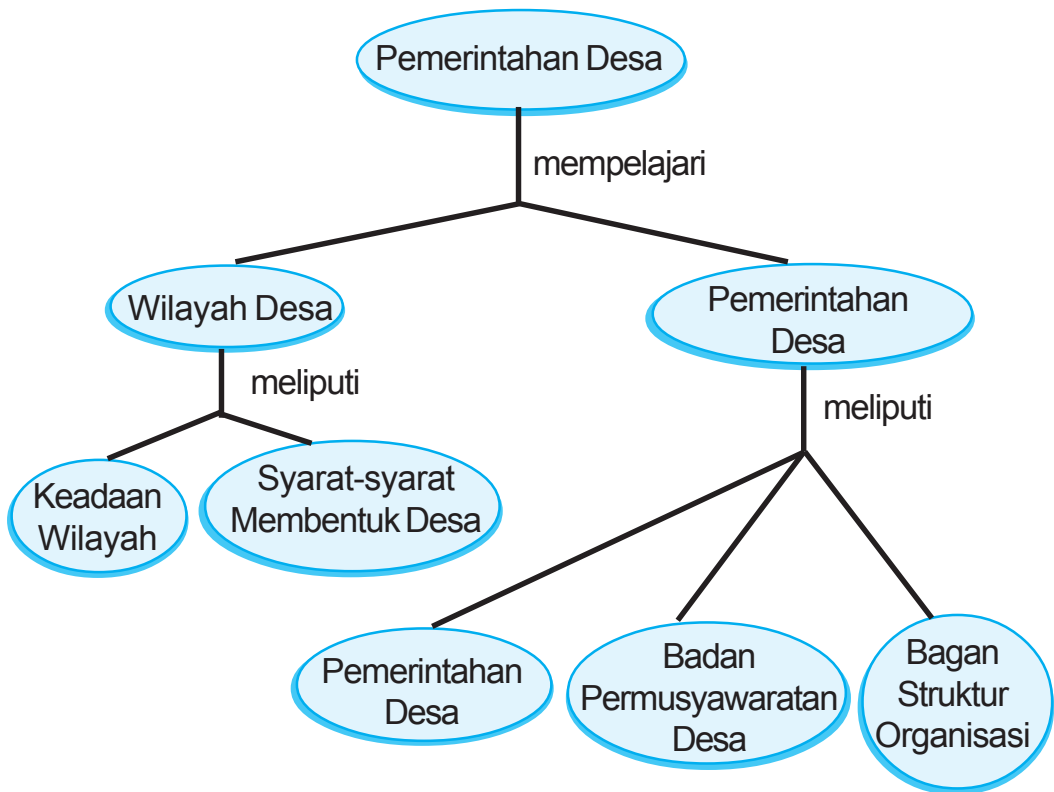 Pemerintahan Desa
mempelajari
Wilayah Desa
Pemerintahan
Desa
meliputi
meliputi
Keadaan
Wilayah
Syarat-syarat
Membentuk Desa
Pemerintahan
Desa
Badan
Permusyawaratan
Desa
Bagan
Struktur
Organisasi